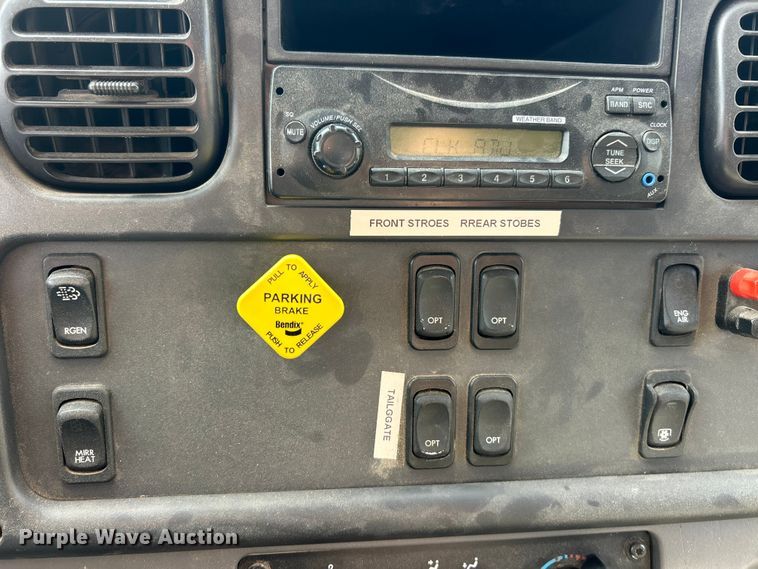 APM POWER
BAND SRC
SQ
MUTE
VOLUME/PUSH SEL
WEATHER BAND
CLOCK
DISP
TUNE
SEEK
AUX
1 2 3 4 5 6
FRONT STROES RREAR STOBES
RGEN
PULL TO APPLY
PARKING
BRAKE
Bendix®
PUSH TO RELEASE
OPT
OPT
ENG
AIR
MIRR
HEAT
TAILGGATE
OPT
OPT
Purple Wave Auction